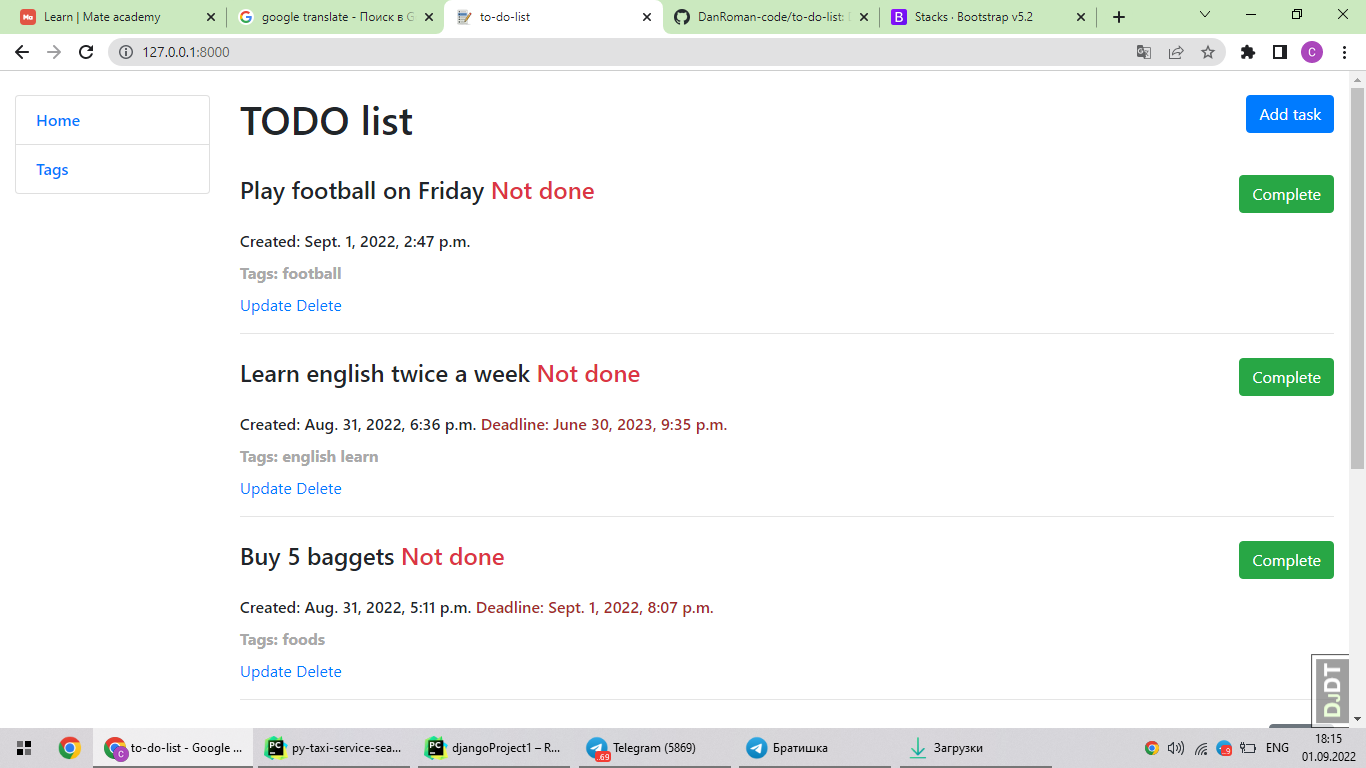 Learn | Mate academy
google translate - Поиск в G
to-do-list
DanRoman-code/to-do-list:
Stacks · Bootstrap v5.2
127.0.0.1:8000
C
Home
Tags
TODO list
Add task
Play football on Friday Not done
Complete
Created: Sept. 1, 2022, 2:47 p.m.
Tags: football
Update Delete
Learn english twice a week Not done
Complete
Created: Aug. 31, 2022, 6:36 p.m. Deadline: June 30, 2023, 9:35 p.m.
Tags: english learn
Update Delete
Buy 5 baggets Not done
Complete
Created: Aug. 31, 2022, 5:11 p.m. Deadline: Sept. 1, 2022, 8:07 p.m.
Tags: foods
Update Delete
DJDT
to-do-list - Google ...
py-taxi-service-sea...
djangoProject1 – R...
Telegram (5869)
Братишка
Загрузки
ENG
18:15
01.09.2022